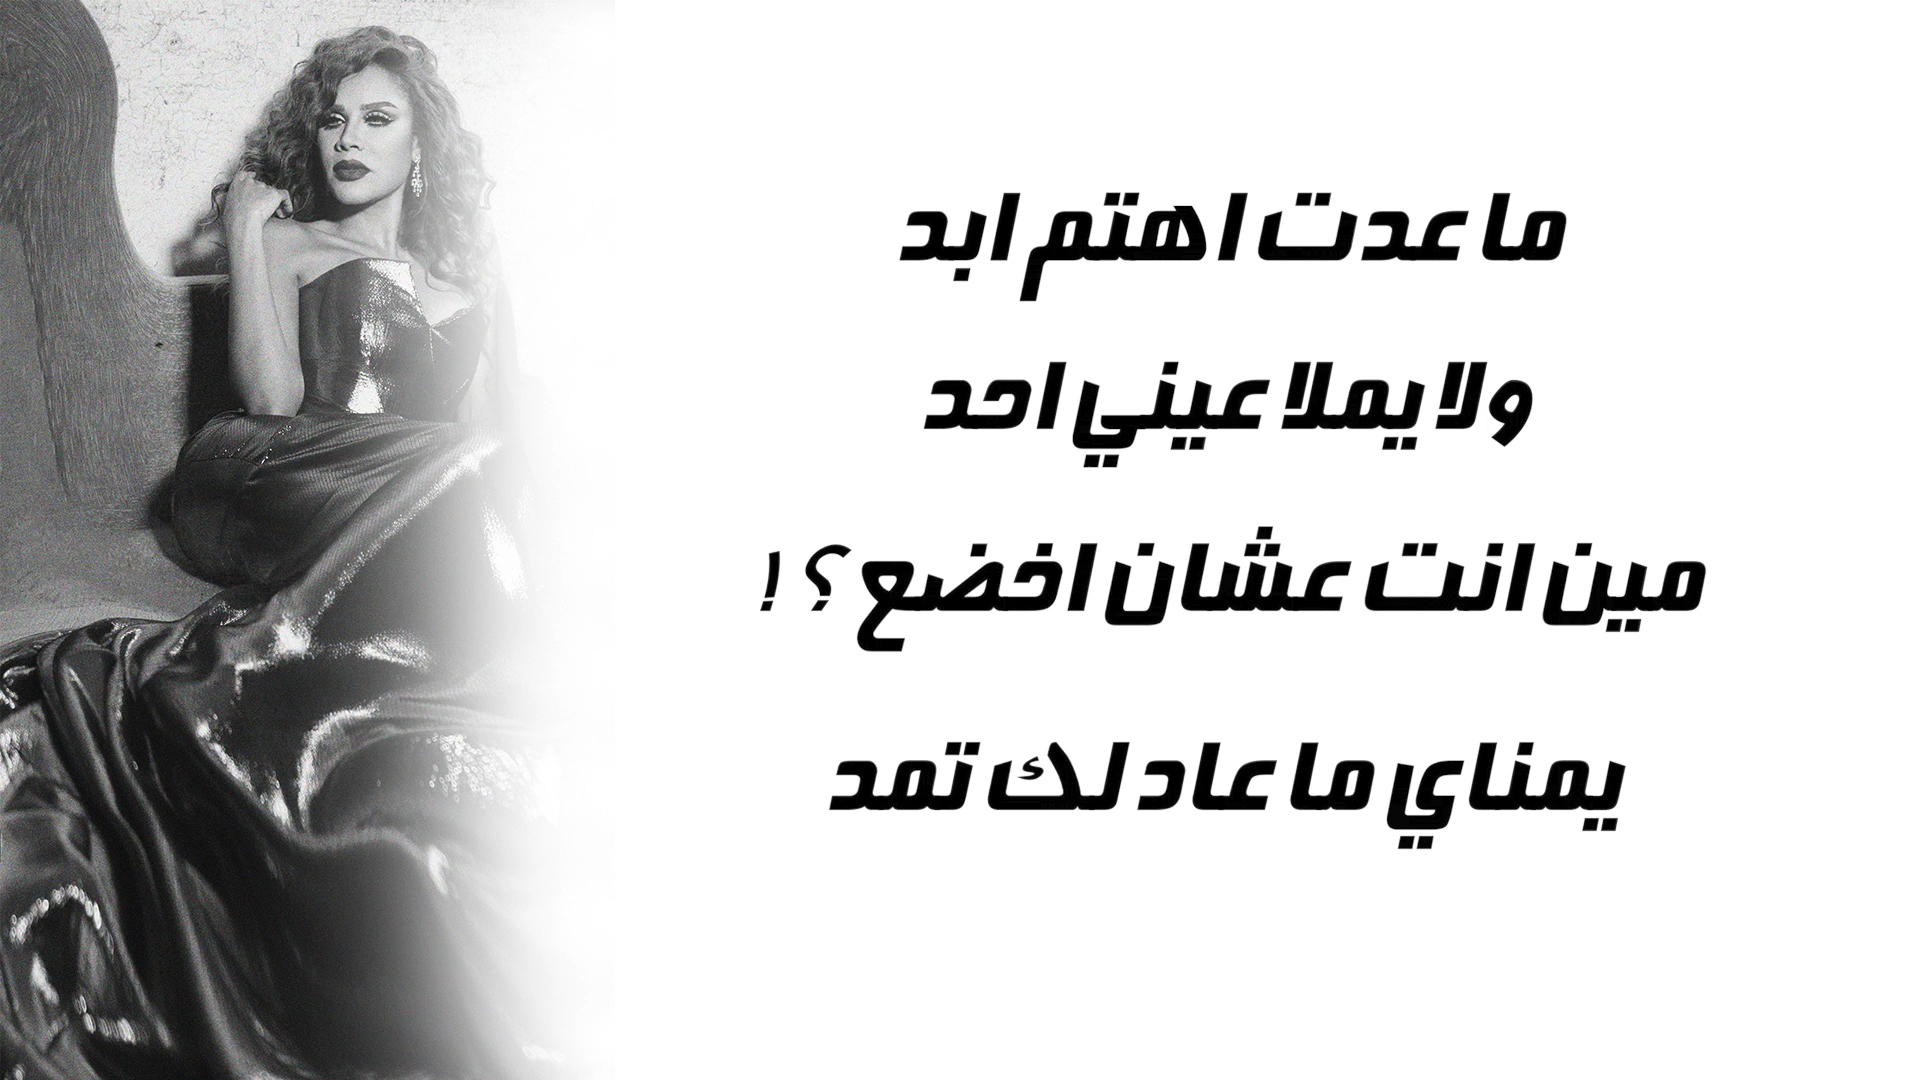 ما عدت اهتم ابد
ولا يملا عيني احد
مين انت عشان اخضع ؟ !
يمناي ما عاد لك تمد